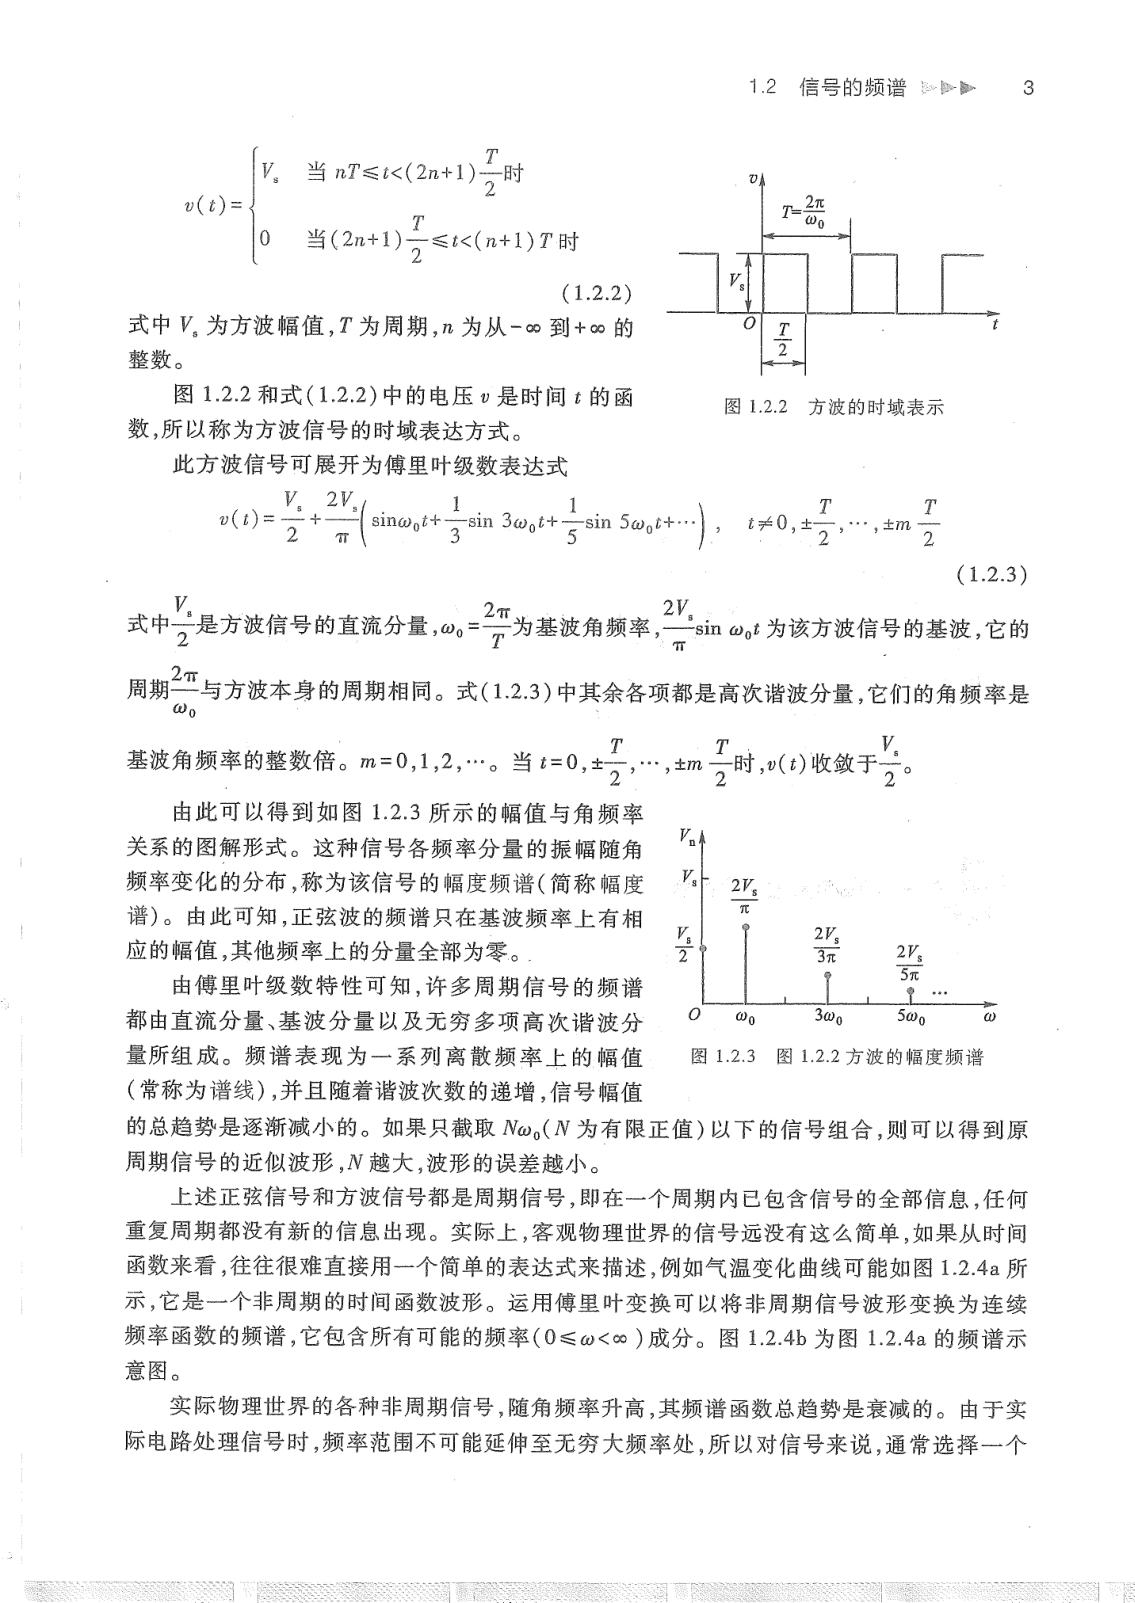 1.2 信号的频谱 3
v(t)= { V_s 当 nT≤t<(2n+1)T/2时
0 当(2n+1)T/2≤t<(n+1)T时
(1.2.2)
式中 V_s 为方波幅值,T 为周期,n 为从-∞到+∞的
整数。
图 1.2.2 和式(1.2.2)中的电压 v 是时间 t 的函
数,所以称为方波信号的时域表达方式。
v
T=2π/ω₀
V_s
O
T/2
t
图 1.2.2 方波的时域表示
此方波信号可展开为傅里叶级数表达式
v(t)=V_s/2+2V_s/π(sinω₀t+1/3sin 3ω₀t+1/5sin 5ω₀t+…), t≠0,±T/2,…,±m T/2
(1.2.3)
式中V_s/2是方波信号的直流分量,ω₀=2π/T为基波角频率,2V_s/π sin ω₀t 为该方波信号的基波,它的
周期2π/ω₀与方波本身的周期相同。式(1.2.3)中其余各项都是高次谐波分量,它们的角频率是
基波角频率的整数倍。m=0,1,2,…。当 t=0,±T/2,…,±m T/2时,v(t)收敛于V_s/2。
由此可以得到如图 1.2.3 所示的幅值与角频率
关系的图解形式。这种信号各频率分量的振幅随角
频率变化的分布,称为该信号的幅度频谱(简称幅度
谱)。由此可知,正弦波的频谱只在基波频率上有相
应的幅值,其他频率上的分量全部为零。
由傅里叶级数特性可知,许多周期信号的频谱
都由直流分量、基波分量以及无穷多项高次谐波分
量所组成。频谱表现为一系列离散频率上的幅值
(常称为谱线),并且随着谐波次数的递增,信号幅值
V_n
V_s
2V_s/π
V_s/2
2V_s/3π
2V_s/5π
…
O ω₀ 3ω₀ 5ω₀ ω
图 1.2.3 图 1.2.2 方波的幅度频谱
的总趋势是逐渐减小的。如果只截取 Nω₀(N 为有限正值)以下的信号组合,则可以得到原
周期信号的近似波形,N 越大,波形的误差越小。
上述正弦信号和方波信号都是周期信号,即在一个周期内已包含信号的全部信息,任何
重复周期都没有新的信息出现。实际上,客观物理世界的信号远没有这么简单,如果从时间
函数来看,往往很难直接用一个简单的表达式来描述,例如气温变化曲线可能如图 1.2.4a 所
示,它是一个非周期的时间函数波形。运用傅里叶变换可以将非周期信号波形变换为连续
频率函数的频谱,它包含所有可能的频率(0≤ω<∞)成分。图 1.2.4b 为图 1.2.4a 的频谱示
意图。
实际物理世界的各种非周期信号,随角频率升高,其频谱函数总趋势是衰减的。由于实
际电路处理信号时,频率范围不可能延伸至无穷大频率处,所以对信号来说,通常选择一个